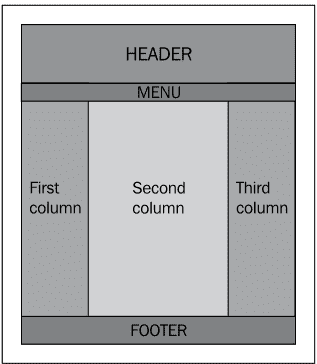 HEADER
MENU
First
column
Second
column
Third
column
FOOTER